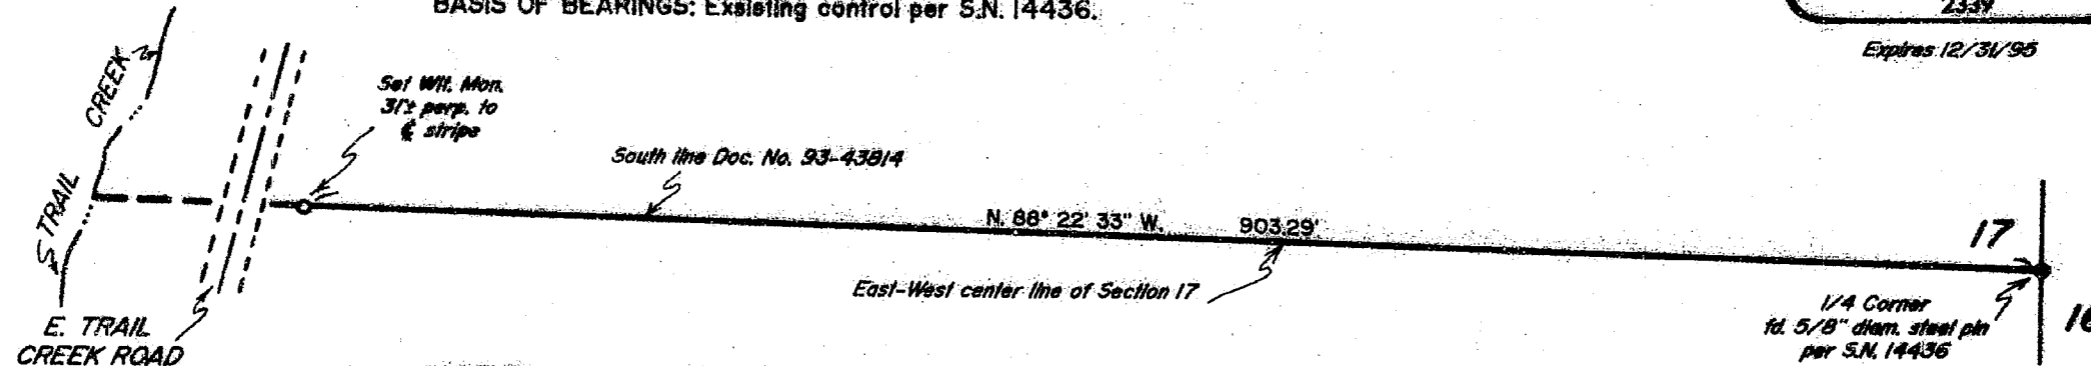 BASIS OF BEARINGS: Exsisting control per S.N. 14436.
2339
Expires 12/31/95
CREEK
Set Wit. Mon.
31'± perp. to
℄ stripe
South line Doc. No. 93-43814
TRAIL
N. 88° 22' 33" W. 903.29'
17
East-West center line of Section 17
1/4 Corner
fd. 5/8" diam. steel pin
per S.N. 14436
16
E. TRAIL
CREEK ROAD